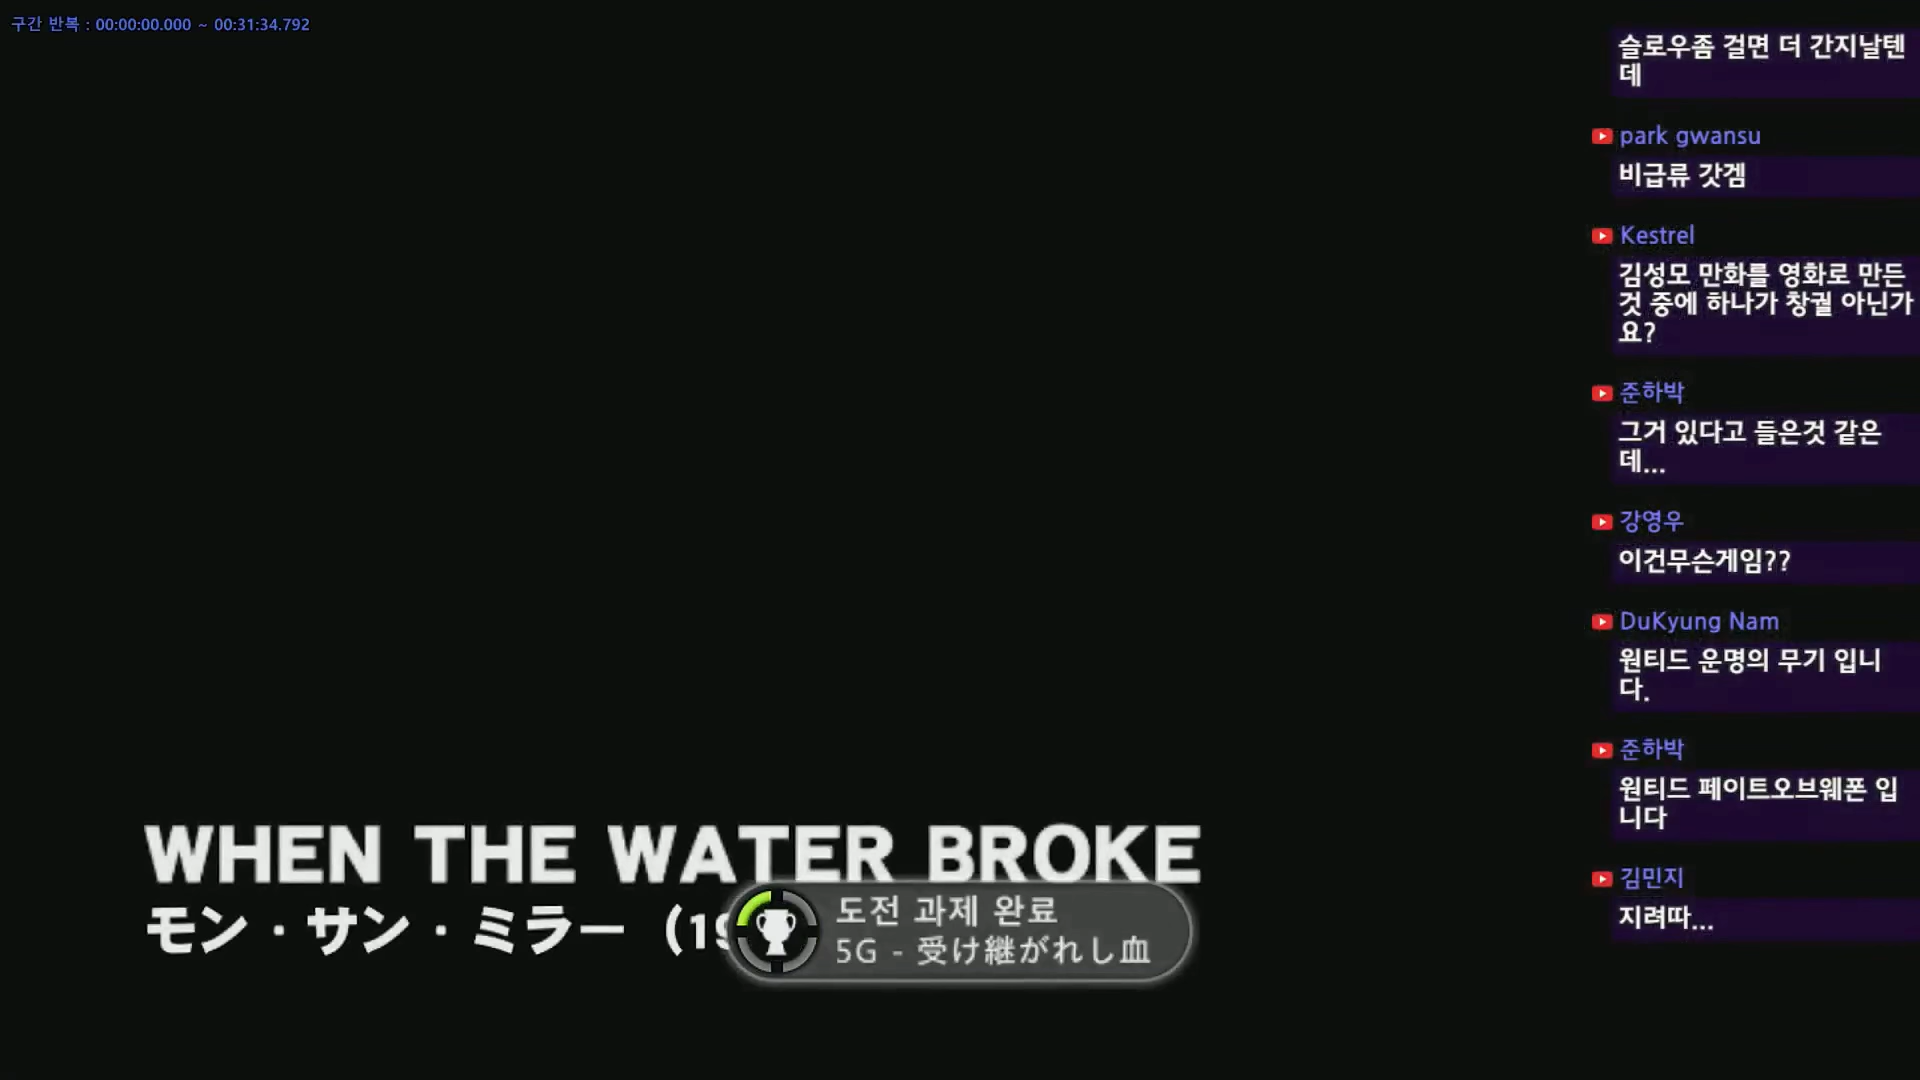 구간 반복 : 00:00:00.000 ~ 00:31:34.792
슬로우좀 걸면 더 간지날텐
데
park gwansu
비급류 갓겜
Kestrel
김성모 만화를 영화로 만든
것 중에 하나가 창궐 아닌가
요?
준하박
그거 있다고 들은것 같은
데...
강영우
이건무슨게임??
DuKyung Nam
원티드 운명의 무기 입니
다.
준하박
원티드 페이트오브웨폰 입
니다
김민지
지려따...
WHEN THE WATER BROKE
モン・サン・ミラー（19
도전 과제 완료
5G - 受け継がれし血